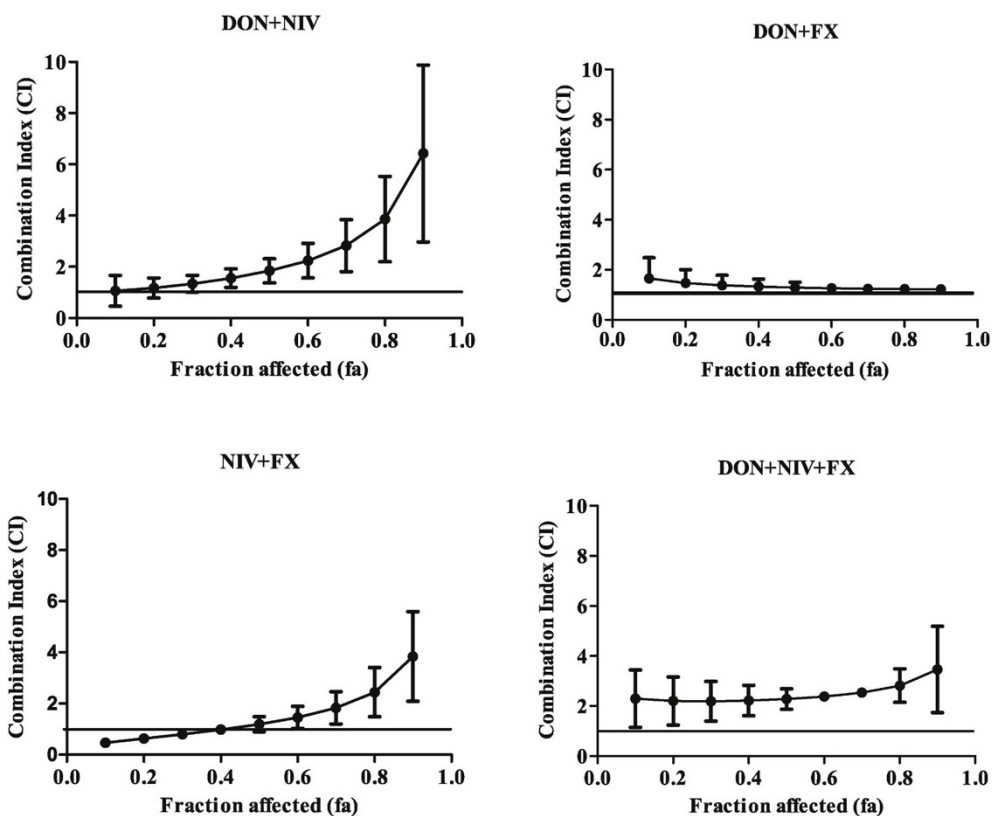 DON+NIV
Combination Index (CI)
10
8
6
4
2
0
0.0 0.2 0.4 0.6 0.8 1.0
Fraction affected (fa)
DON+FX
Combination Index (CI)
10
8
6
4
2
0
0.0 0.2 0.4 0.6 0.8 1.0
Fraction affected (fa)
NIV+FX
Combination Index (CI)
10
8
6
4
2
0
0.0 0.2 0.4 0.6 0.8 1.0
Fraction affected (fa)
DON+NIV+FX
Combination Index (CI)
10
8
6
4
2
0
0.0 0.2 0.4 0.6 0.8 1.0
Fraction affected (fa)